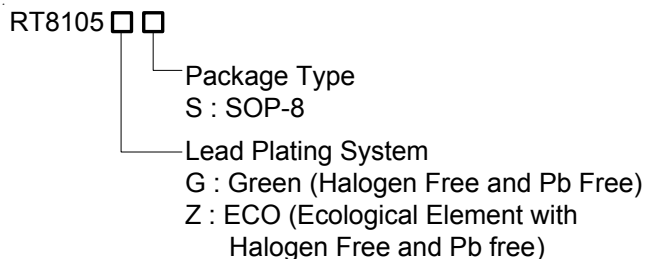 RT8105
Package Type
S : SOP-8
Lead Plating System
G : Green (Halogen Free and Pb Free)
Z : ECO (Ecological Element with
Halogen Free and Pb free)